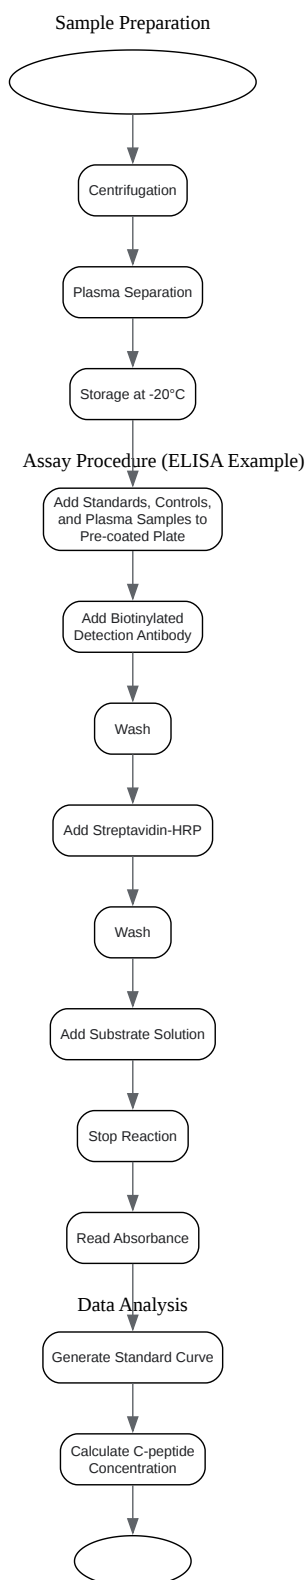 Sample Preparation
Centrifugation
Plasma Separation
Storage at -20°C
Assay Procedure (ELISA Example)
Add Standards, Controls,
and Plasma Samples to
Pre-coated Plate
Add Biotinylated
Detection Antibody
Wash
Add Streptavidin-HRP
Wash
Add Substrate Solution
Stop Reaction
Read Absorbance
Data Analysis
Generate Standard Curve
Calculate C-peptide
Concentration